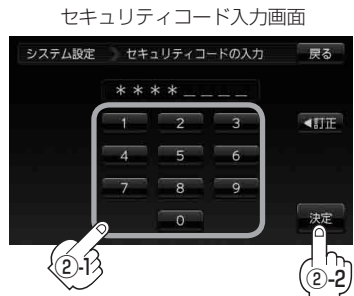 セキュリティコード入力画面
システム設定 セキュリティコードの入力 戻る
＊＊＊＊＿＿＿＿
1 2 3 ◀訂正
4 5 6
7 8 9
0 決定
②-1 ②-2